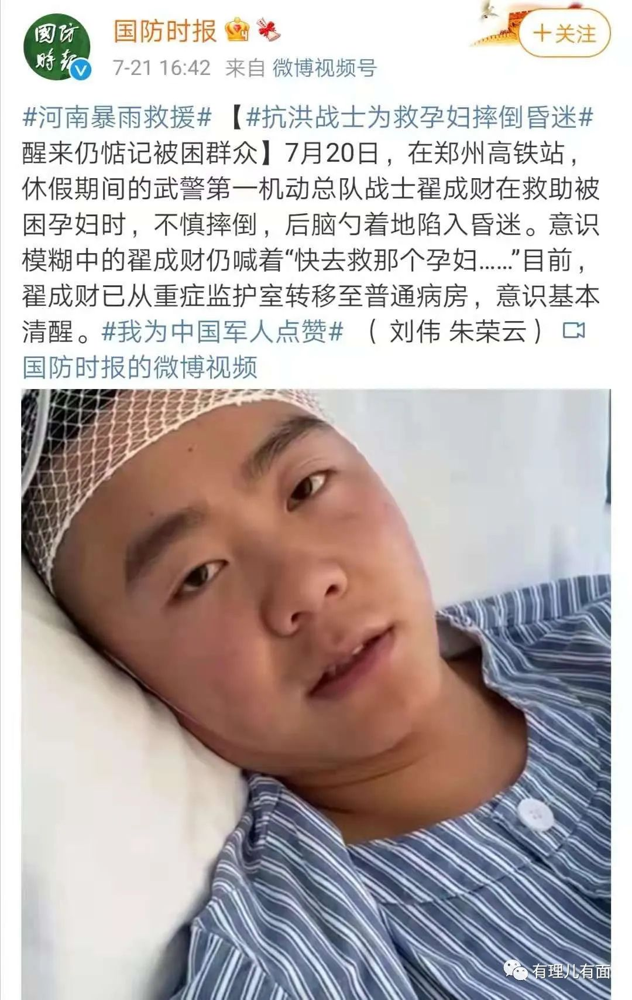 國防
時報
国防时报
7-21 16:42 来自 微博视频号
十关注
#河南暴雨救援# 【#抗洪战士为救孕妇摔倒昏迷#
醒来仍惦记被困群众】7月20日，在郑州高铁站，
休假期间的武警第一机动总队战士翟成财在救助被
困孕妇时，不慎摔倒，后脑勺着地陷入昏迷。意识
模糊中的翟成财仍喊着“快去救那个孕妇……”目前，
翟成财已从重症监护室转移至普通病房，意识基本
清醒。#我为中国军人点赞# （ 刘伟 朱荣云）
国防时报的微博视频
有理儿有面